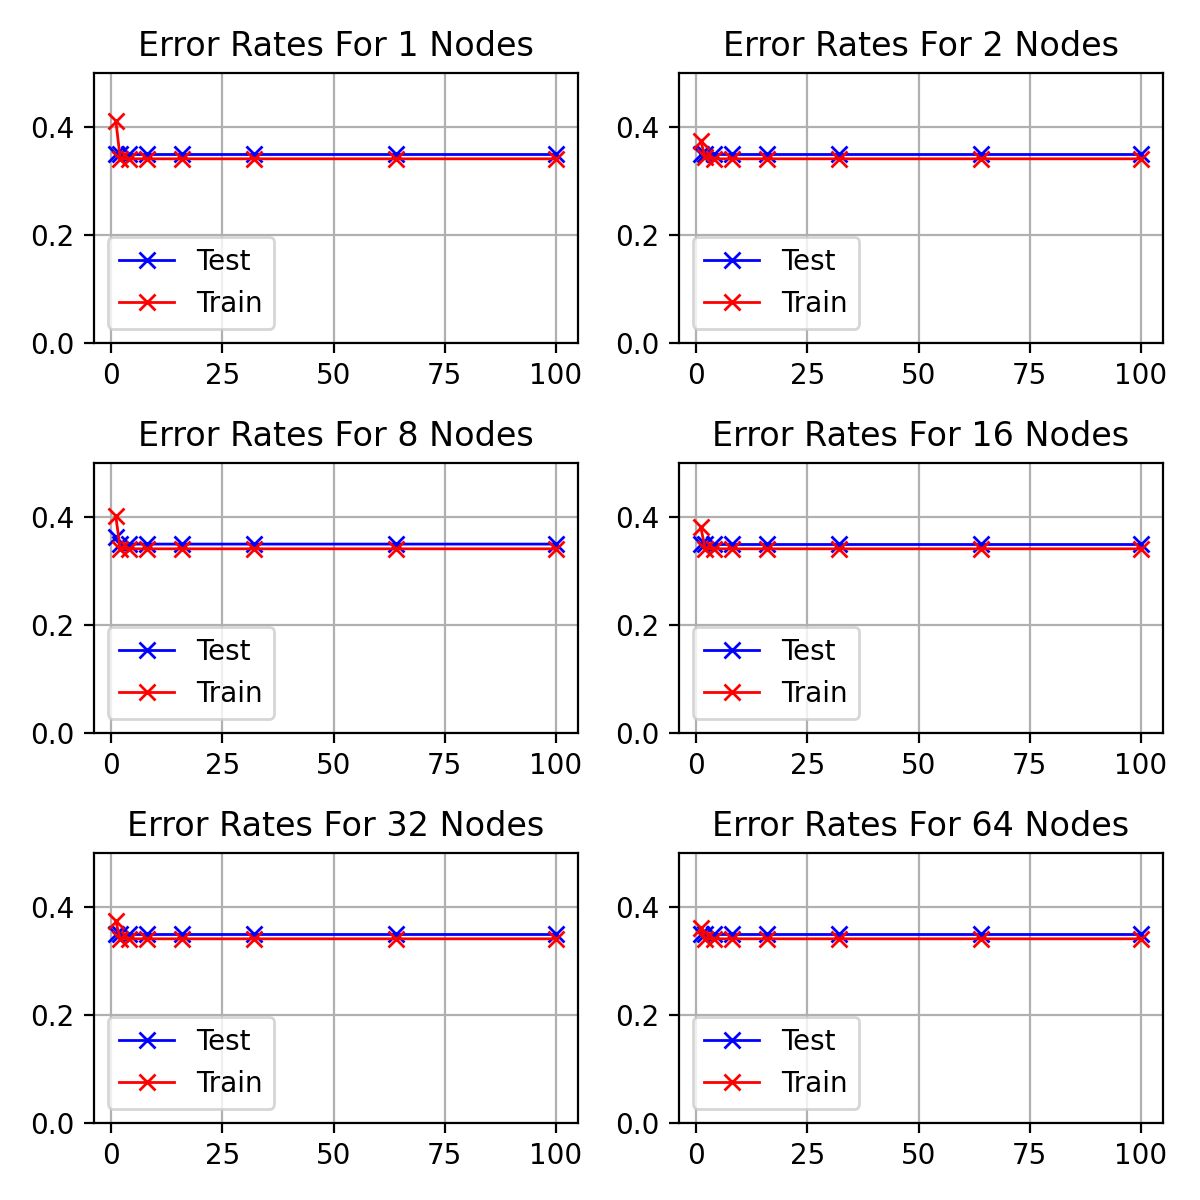 Error Rates For 1 Nodes
0.4
0.2
0.0
Test
Train
0 25 50 75 100
Error Rates For 2 Nodes
0.4
0.2
0.0
Test
Train
0 25 50 75 100
Error Rates For 8 Nodes
0.4
0.2
0.0
Test
Train
0 25 50 75 100
Error Rates For 16 Nodes
0.4
0.2
0.0
Test
Train
0 25 50 75 100
Error Rates For 32 Nodes
0.4
0.2
0.0
Test
Train
0 25 50 75 100
Error Rates For 64 Nodes
0.4
0.2
0.0
Test
Train
0 25 50 75 100